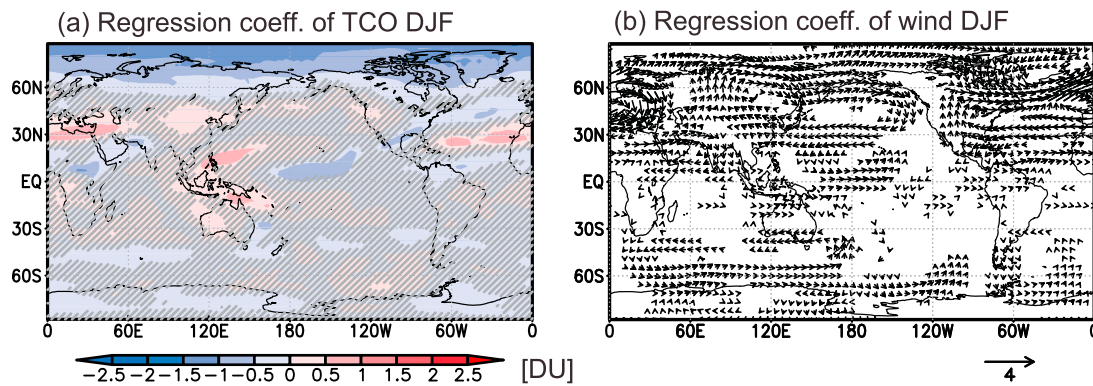 (a) Regression coeff. of TCO DJF
(b) Regression coeff. of wind DJF
60N
30N
EQ
30S
60S
0 60E 120E 180 120W 60W 0
60N
30N
EQ
30S
60S
0 60E 120E 180 120W 60W 0
−2.5 −2 −1.5 −1 −0.5 0 0.5 1 1.5 2 2.5
[DU]
4